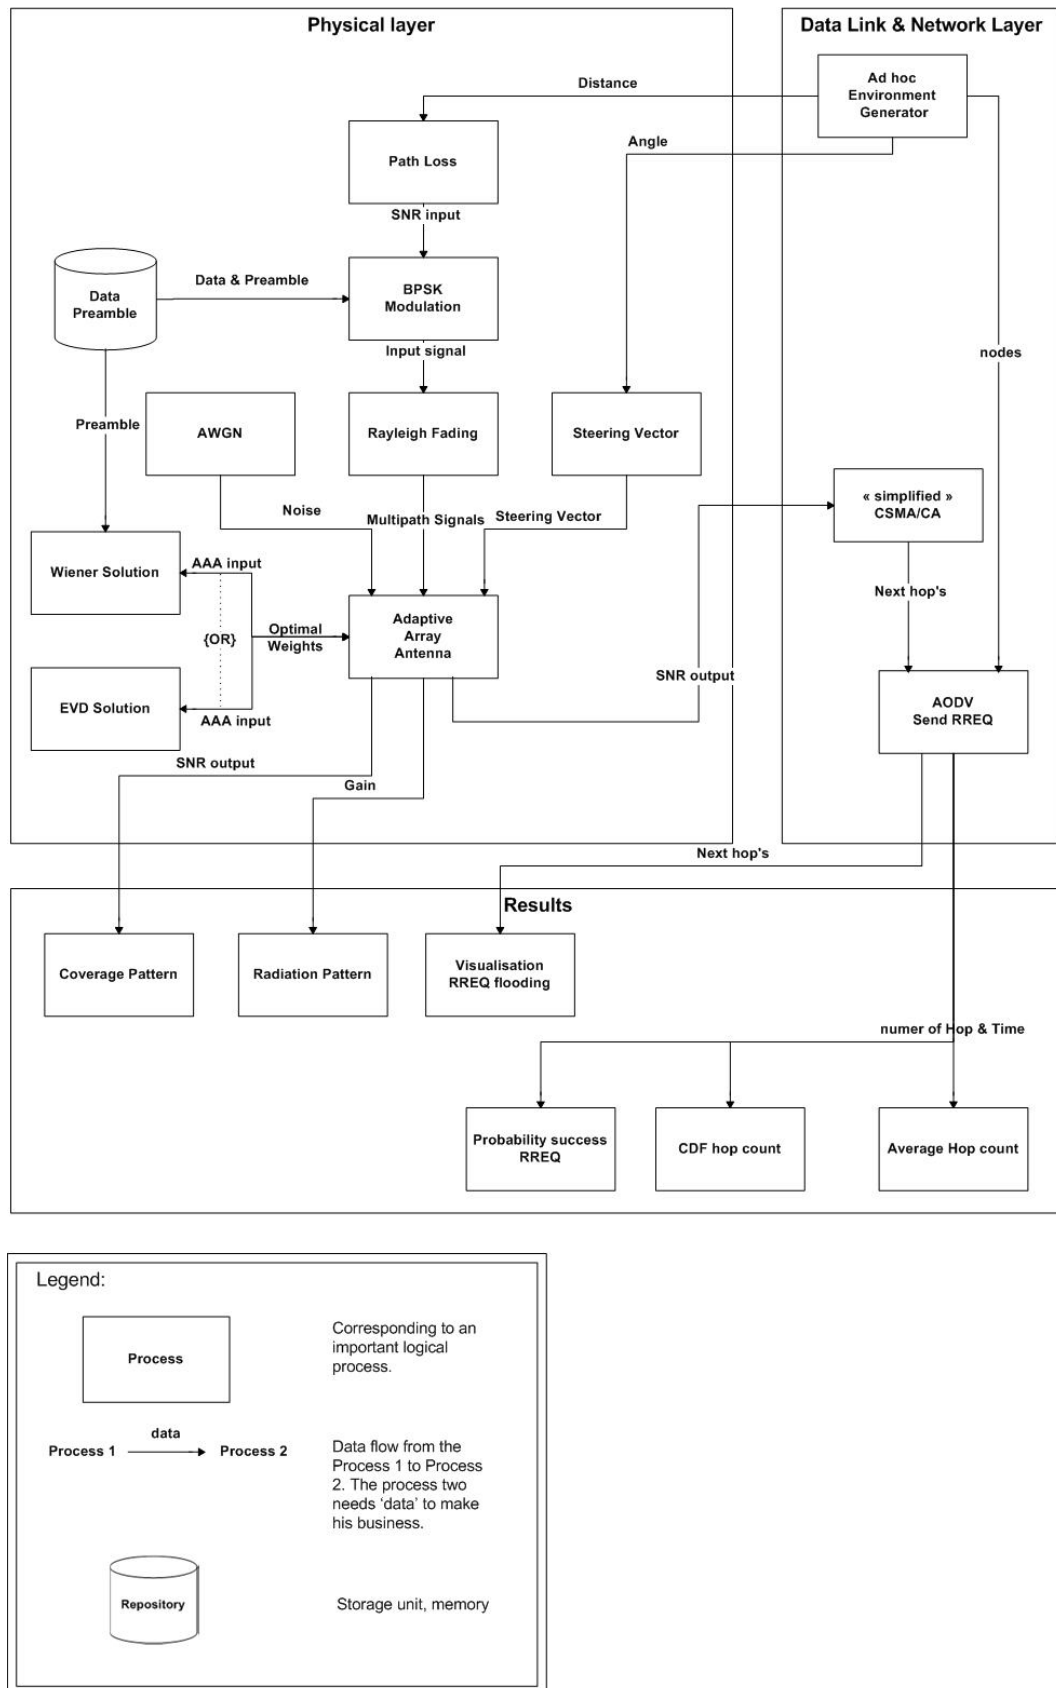 Physical layer
Data Link & Network Layer
Ad hoc
Environment
Generator
Distance
Angle
Path Loss
SNR input
Data
Preamble
Data & Preamble
BPSK
Modulation
Input signal
nodes
Preamble
AWGN
Rayleigh Fading
Steering Vector
« simplified »
CSMA/CA
Noise
Multipath Signals
Steering Vector
Wiener Solution
AAA input
Next hop's
{OR}
Optimal
Weights
Adaptive
Array
Antenna
SNR output
EVD Solution
AAA input
AODV
Send RREQ
SNR output
Gain
Next hop's
Results
Coverage Pattern
Radiation Pattern
Visualisation
RREQ flooding
numer of Hop & Time
Probability success
RREQ
CDF hop count
Average Hop count
Legend:
Process
Corresponding to an
important logical
process.
data
Process 1
Process 2
Data flow from the
Process 1 to Process
2. The process two
needs ‘data’ to make
his business.
Repository
Storage unit, memory